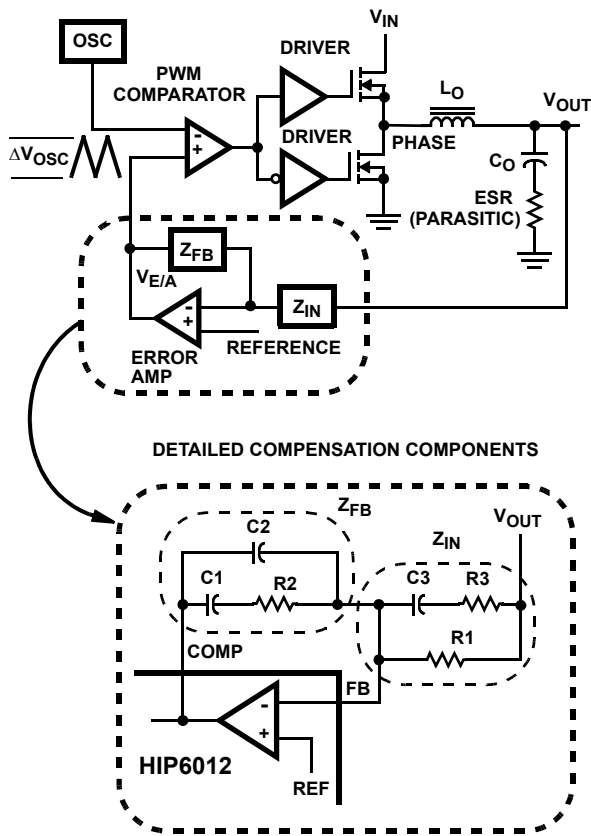 V_IN
OSC
DRIVER
PWM
COMPARATOR
L_O
V_OUT
-
+
DRIVER
PHASE
ΔV_OSC
C_O
ESR
(PARASITIC)
Z_FB
V_E/A
-
+
Z_IN
REFERENCE
ERROR
AMP
DETAILED COMPENSATION COMPONENTS
Z_FB
V_OUT
C2
Z_IN
C1
R2
C3
R3
R1
COMP
FB
-
+
HIP6012
REF